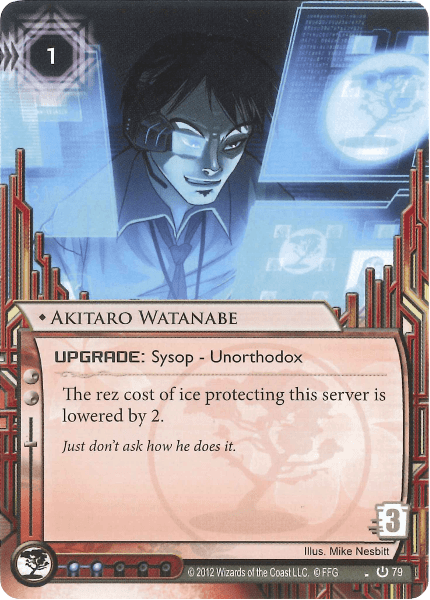 1
♦ AKITARO WATANABE
UPGRADE: Sysop - Unorthodox
The rez cost of ice protecting this server is
lowered by 2.
Just don't ask how he does it.
3
Illus. Mike Nesbitt
© 2012 Wizards of the Coast LLC. © FFG 79